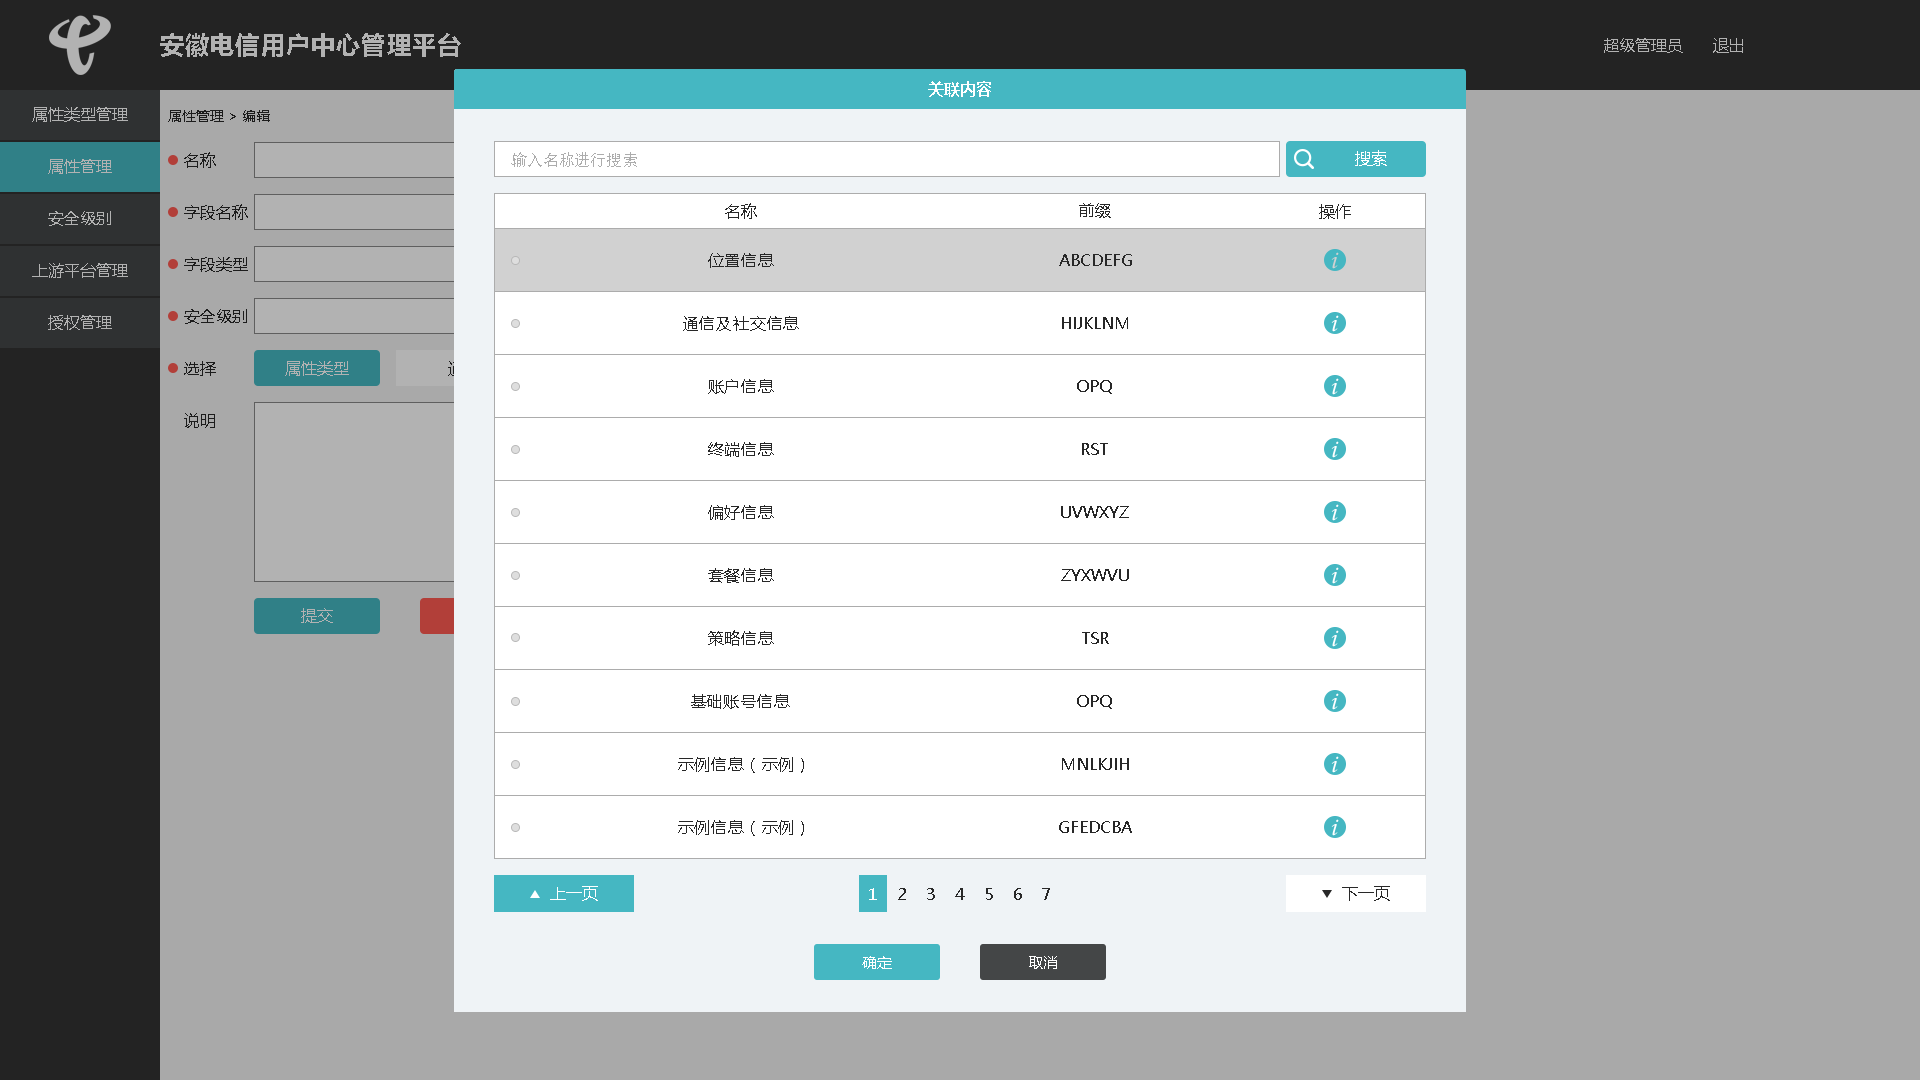 安徽电信用户中心管理平台
超级管理员 退出
属性类型管理
属性管理
安全级别
上游平台管理
授权管理
属性管理 > 编辑
名称
字段名称
字段类型
安全级别
选择 属性类型
说明
提交
关联内容
输入名称进行搜索 搜索
名称 前缀 操作
位置信息 ABCDEFG
通信及社交信息 HIJKLNM
账户信息 OPQ
终端信息 RST
偏好信息 UVWXYZ
套餐信息 ZYXWVU
策略信息 TSR
基础账号信息 OPQ
示例信息（示例） MNLKJIH
示例信息（示例） GFEDCBA
▲ 上一页 1 2 3 4 5 6 7 ▼ 下一页
确定 取消